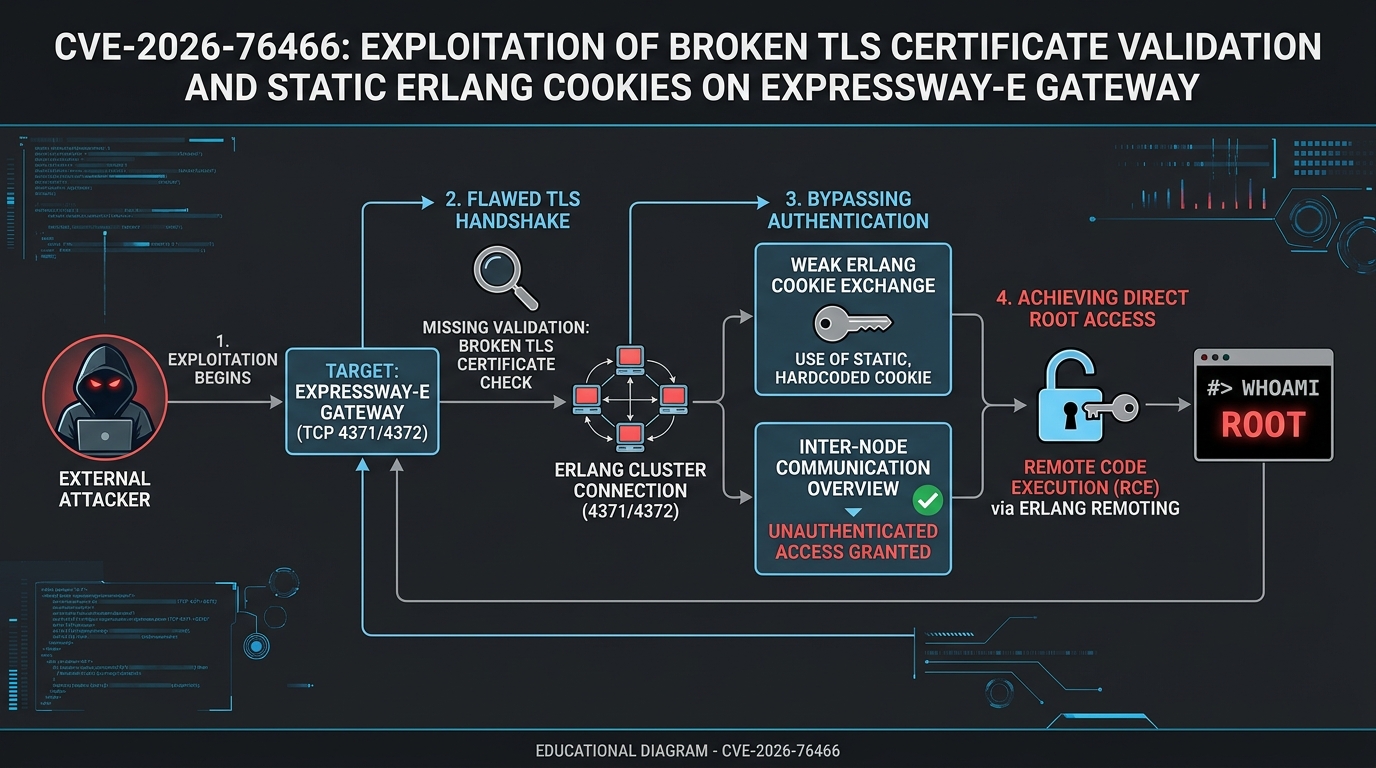 CVE-2026-76466: EXPLOITATION OF BROKEN TLS CERTIFICATE VALIDATION
AND STATIC ERLANG COOKIES ON EXPRESSWAY-E GATEWAY
1.
EXPLOITATION
BEGINS
EXTERNAL
ATTACKER
TARGET:
EXPRESSWAY-E
GATEWAY
(TCP 4371/4372)
2. FLAWED TLS
HANDSHAKE
MISSING VALIDATION:
BROKEN TLS
CERTIFICATE
CHECK
ERLANG CLUSTER
CONNECTION
(4371/4372)
3. BYPASSING
AUTHENTICATION
WEAK ERLANG
COOKIE EXCHANGE
USE OF STATIC,
HARDCODED COOKIE
INTER-NODE
COMMUNICATION
OVERVIEW
UNAUTHENTICATED
ACCESS GRANTED
4. ACHIEVING DIRECT
ROOT ACCESS
REMOTE CODE
EXECUTION (RCE)
via ERLANG REMOTING
#> WHOAMI
ROOT
EDUCATIONAL DIAGRAM - CVE-2026-76466